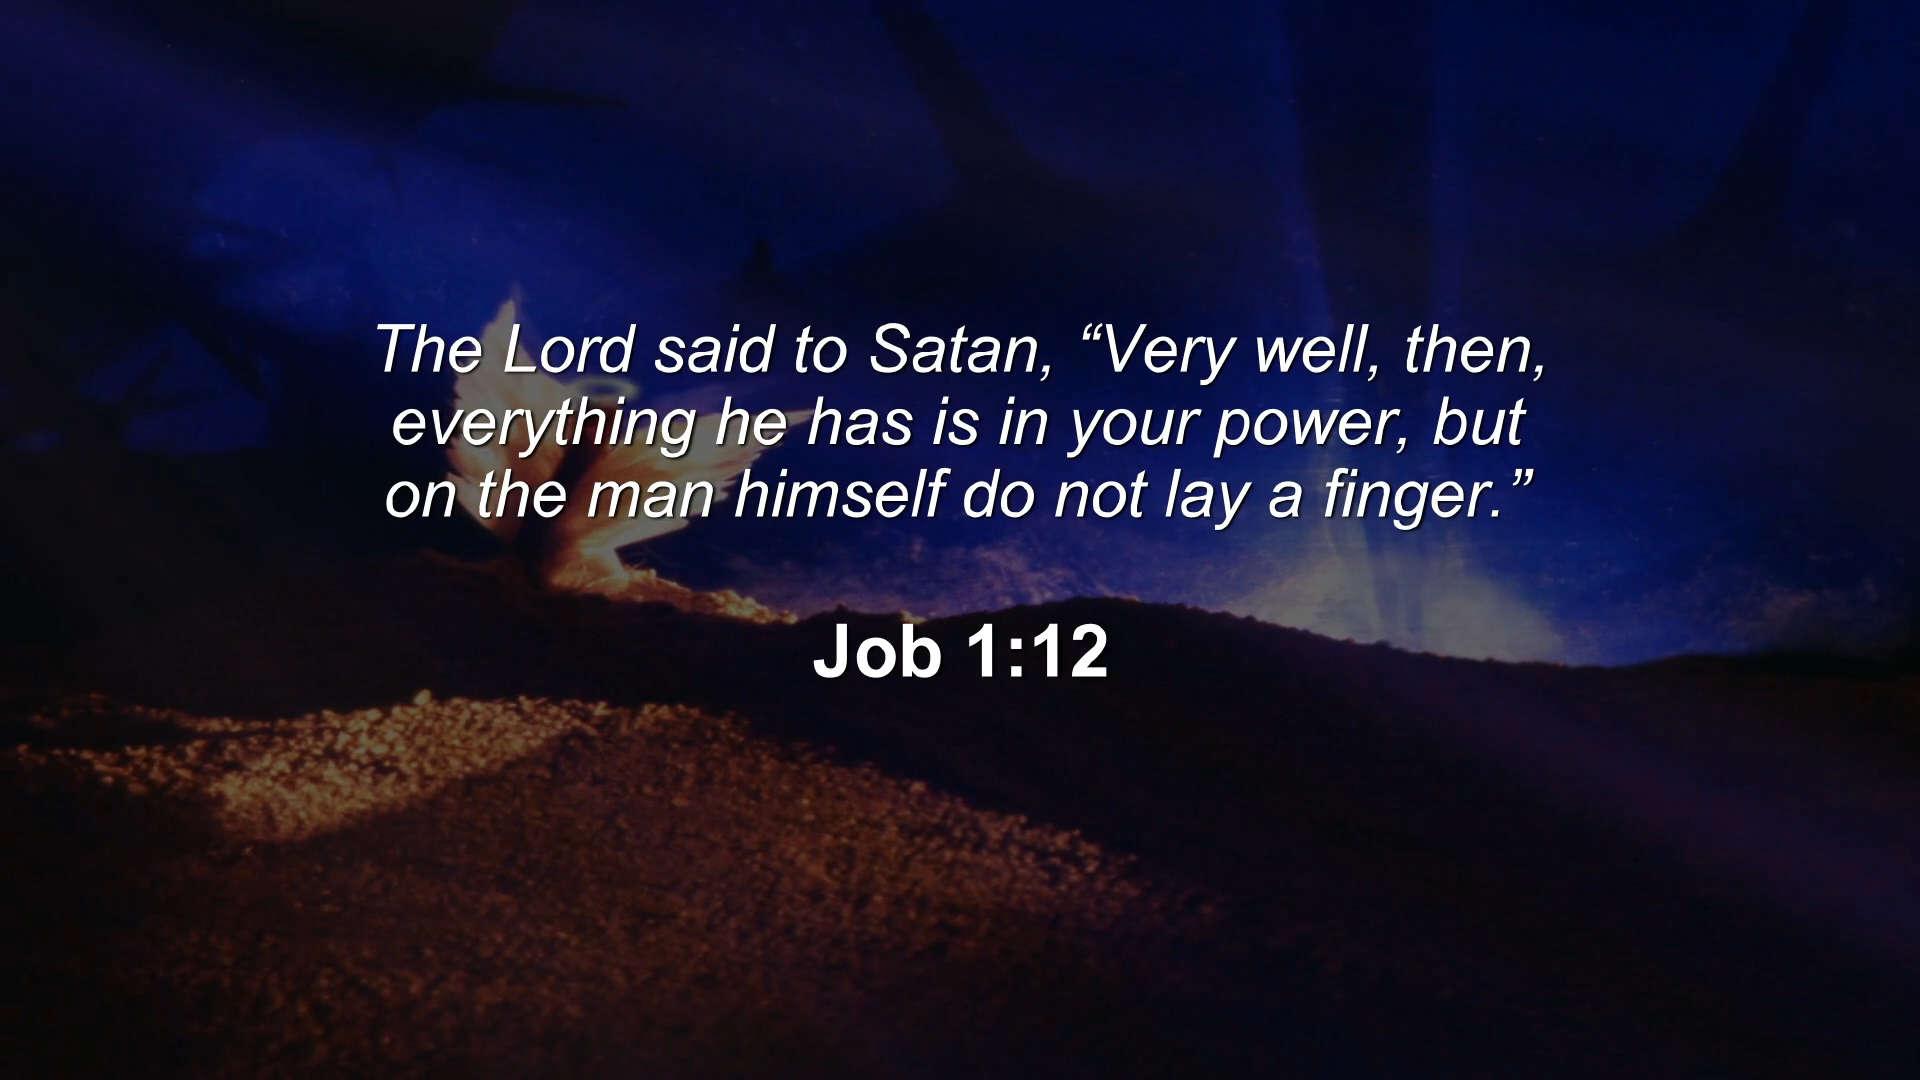 The Lord said to Satan, “Very well, then,
everything he has is in your power, but
on the man himself do not lay a finger.”
Job 1:12